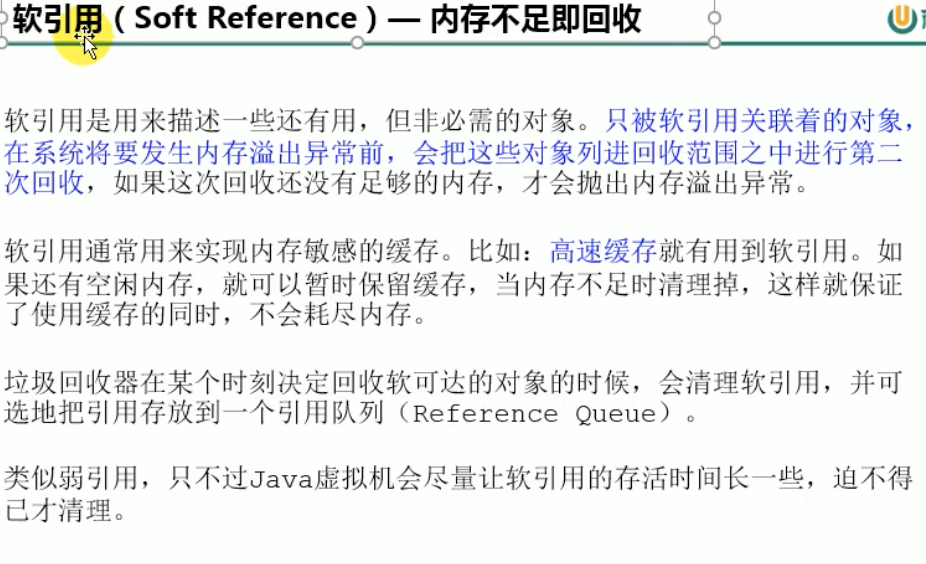 软引用（Soft Reference）— 内存不足即回收
软引用是用来描述一些还有用，但非必需的对象。只被软引用关联着的对象，
在系统将要发生内存溢出异常前，会把这些对象列进回收范围之中进行第二
次回收，如果这次回收还没有足够的内存，才会抛出内存溢出异常。
软引用通常用来实现内存敏感的缓存。比如：高速缓存就有用到软引用。如
果还有空闲内存，就可以暂时保留缓存，当内存不足时清理掉，这样就保证
了使用缓存的同时，不会耗尽内存。
垃圾回收器在某个时刻决定回收软可达的对象的时候，会清理软引用，并可
选地把引用存放到一个引用队列（Reference Queue）。
类似弱引用，只不过Java虚拟机会尽量让软引用的存活时间长一些，迫不得
已才清理。